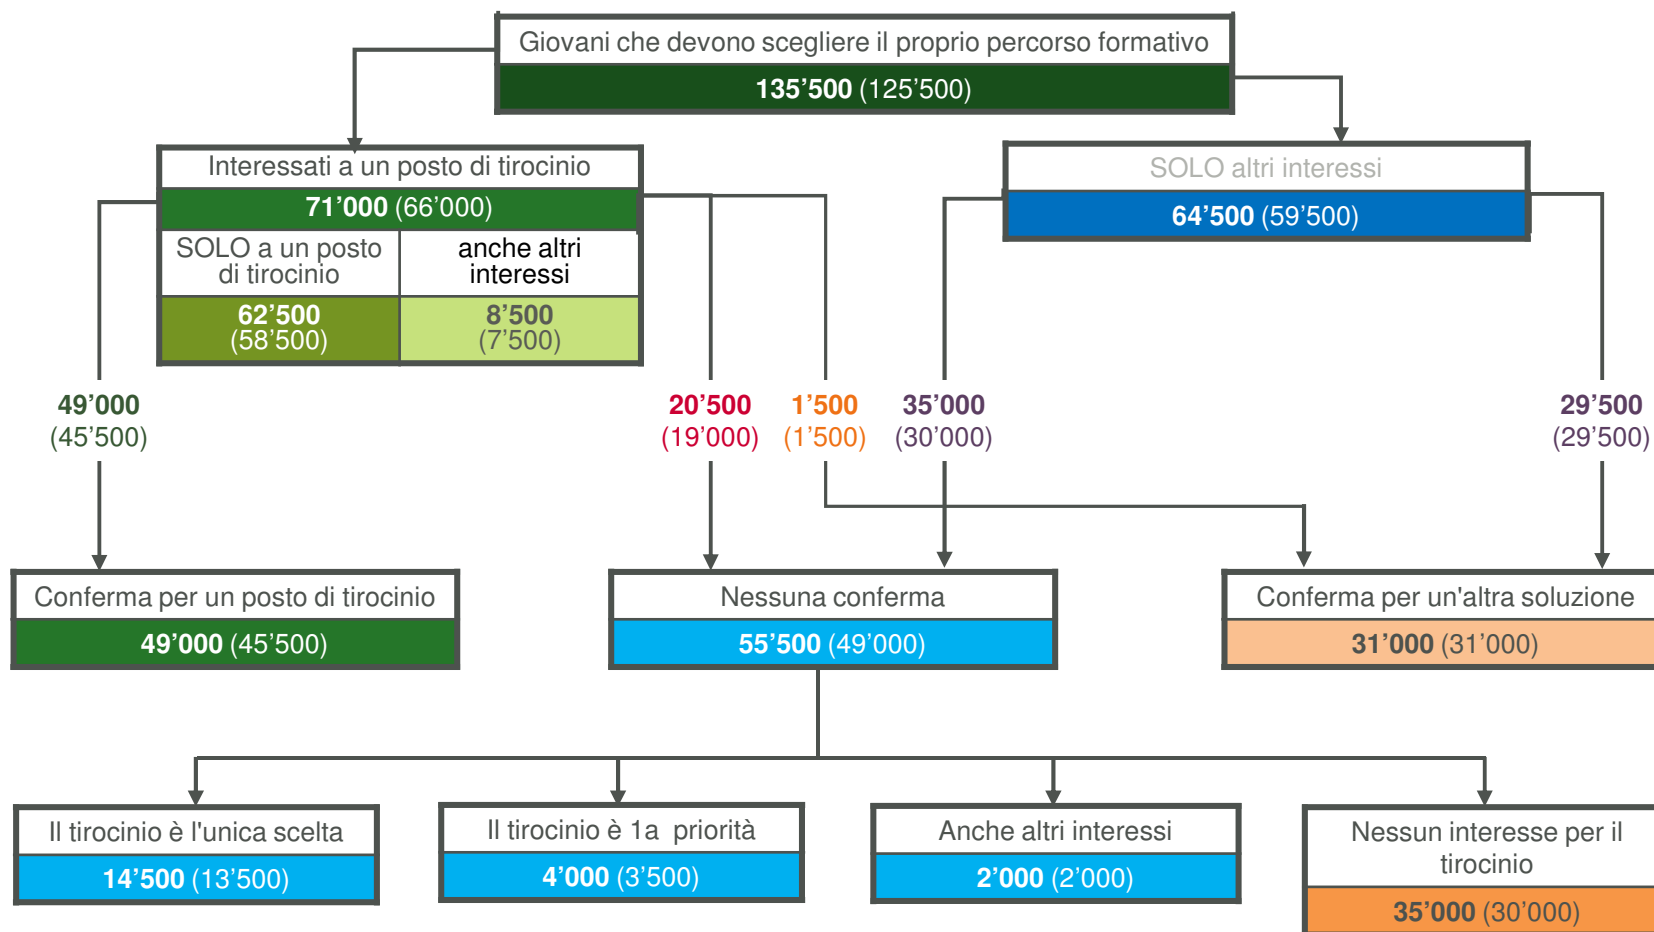 Giovani che devono scegliere il proprio percorso formativo
135’500 (125’500)
Interessati a un posto di tirocinio
71’000 (66’000)
SOLO a un posto
di tirocinio
62’500
(58’500)
anche altri
interessi
8’500
(7’500)
SOLO altri interessi
64’500 (59’500)
49’000
(45’500)
20’500
(19’000)
1’500
(1’500)
35’000
(30’000)
29’500
(29’500)
Conferma per un posto di tirocinio
49’000 (45’500)
Nessuna conferma
55’500 (49’000)
Conferma per un'altra soluzione
31’000 (31’000)
Il tirocinio è l'unica scelta
14’500 (13’500)
Il tirocinio è 1a priorità
4’000 (3’500)
Anche altri interessi
2’000 (2’000)
Nessun interesse per il
tirocinio
35’000 (30’000)